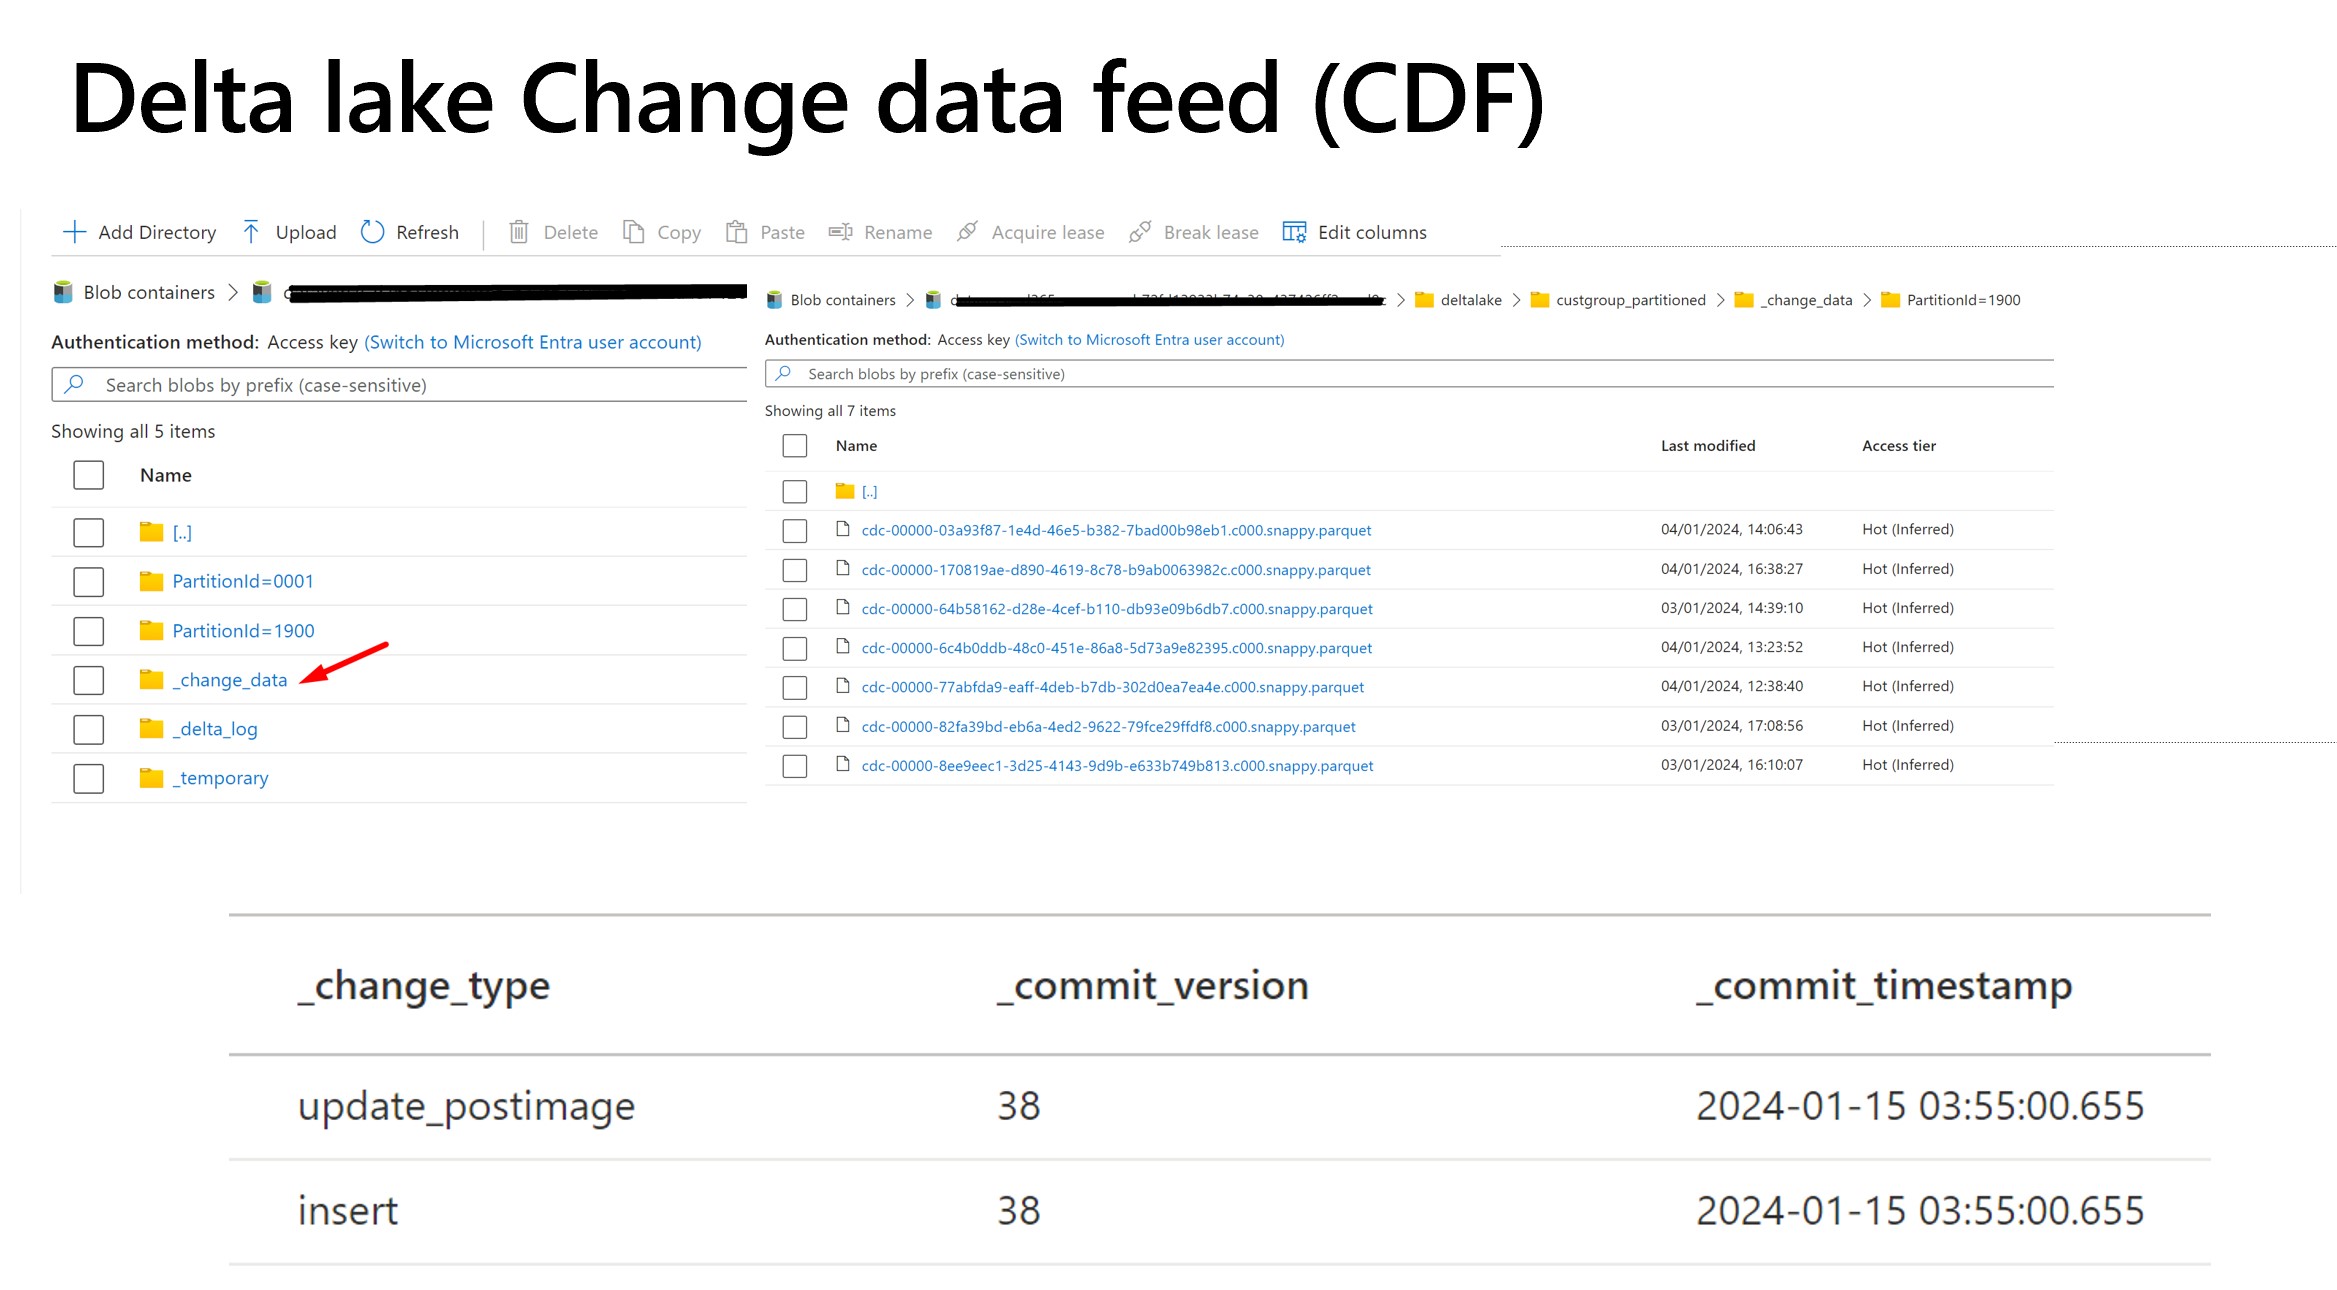 Delta lake Change data feed (CDF)
Add Directory Upload Refresh Delete Copy Paste Rename Acquire lease Break lease Edit columns
Blob containers >
Authentication method: Access key (Switch to Microsoft Entra user account)
Search blobs by prefix (case-sensitive)
Showing all 5 items
Name
[..]
PartitionId=0001
PartitionId=1900
_change_data
_delta_log
_temporary
Blob containers > > deltalake > custgroup_partitioned > _change_data > PartitionId=1900
Authentication method: Access key (Switch to Microsoft Entra user account)
Search blobs by prefix (case-sensitive)
Showing all 7 items
Name Last modified Access tier
[..]
cdc-00000-03a93f87-1e4d-46e5-b382-7bad00b98eb1.c000.snappy.parquet 04/01/2024, 14:06:43 Hot (Inferred)
cdc-00000-170819ae-d890-4619-8c78-b9ab0063982c.c000.snappy.parquet 04/01/2024, 16:38:27 Hot (Inferred)
cdc-00000-64b58162-d28e-4cef-b110-db93e09b6db7.c000.snappy.parquet 03/01/2024, 14:39:10 Hot (Inferred)
cdc-00000-6c4b0ddb-48c0-451e-86a8-5d73a9e82395.c000.snappy.parquet 04/01/2024, 13:23:52 Hot (Inferred)
cdc-00000-77abfda9-eaff-4deb-b7db-302d0ea7ea4e.c000.snappy.parquet 04/01/2024, 12:38:40 Hot (Inferred)
cdc-00000-82fa39bd-eb6a-4ed2-9622-79fce29ffdf8.c000.snappy.parquet 03/01/2024, 17:08:56 Hot (Inferred)
cdc-00000-8ee9eec1-3d25-4143-9d9b-e633b749b813.c000.snappy.parquet 03/01/2024, 16:10:07 Hot (Inferred)
_change_type _commit_version _commit_timestamp
update_postimage 38 2024-01-15 03:55:00.655
insert 38 2024-01-15 03:55:00.655